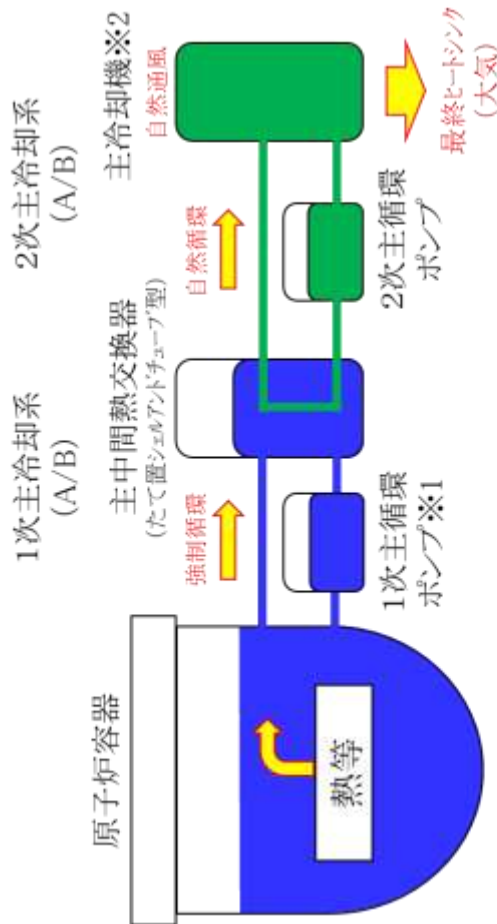 原子炉容器
熱等
1次主冷却系
(A/B)
主中間熱交換器
(たて置シェルアンドチューブ型)
強制循環
1次主循環
ポンプ※1
2次主冷却系
(A/B)
主冷却機※2
自然通風
自然循環
2次主循環
ポンプ
最終ヒートシンク
(大気)